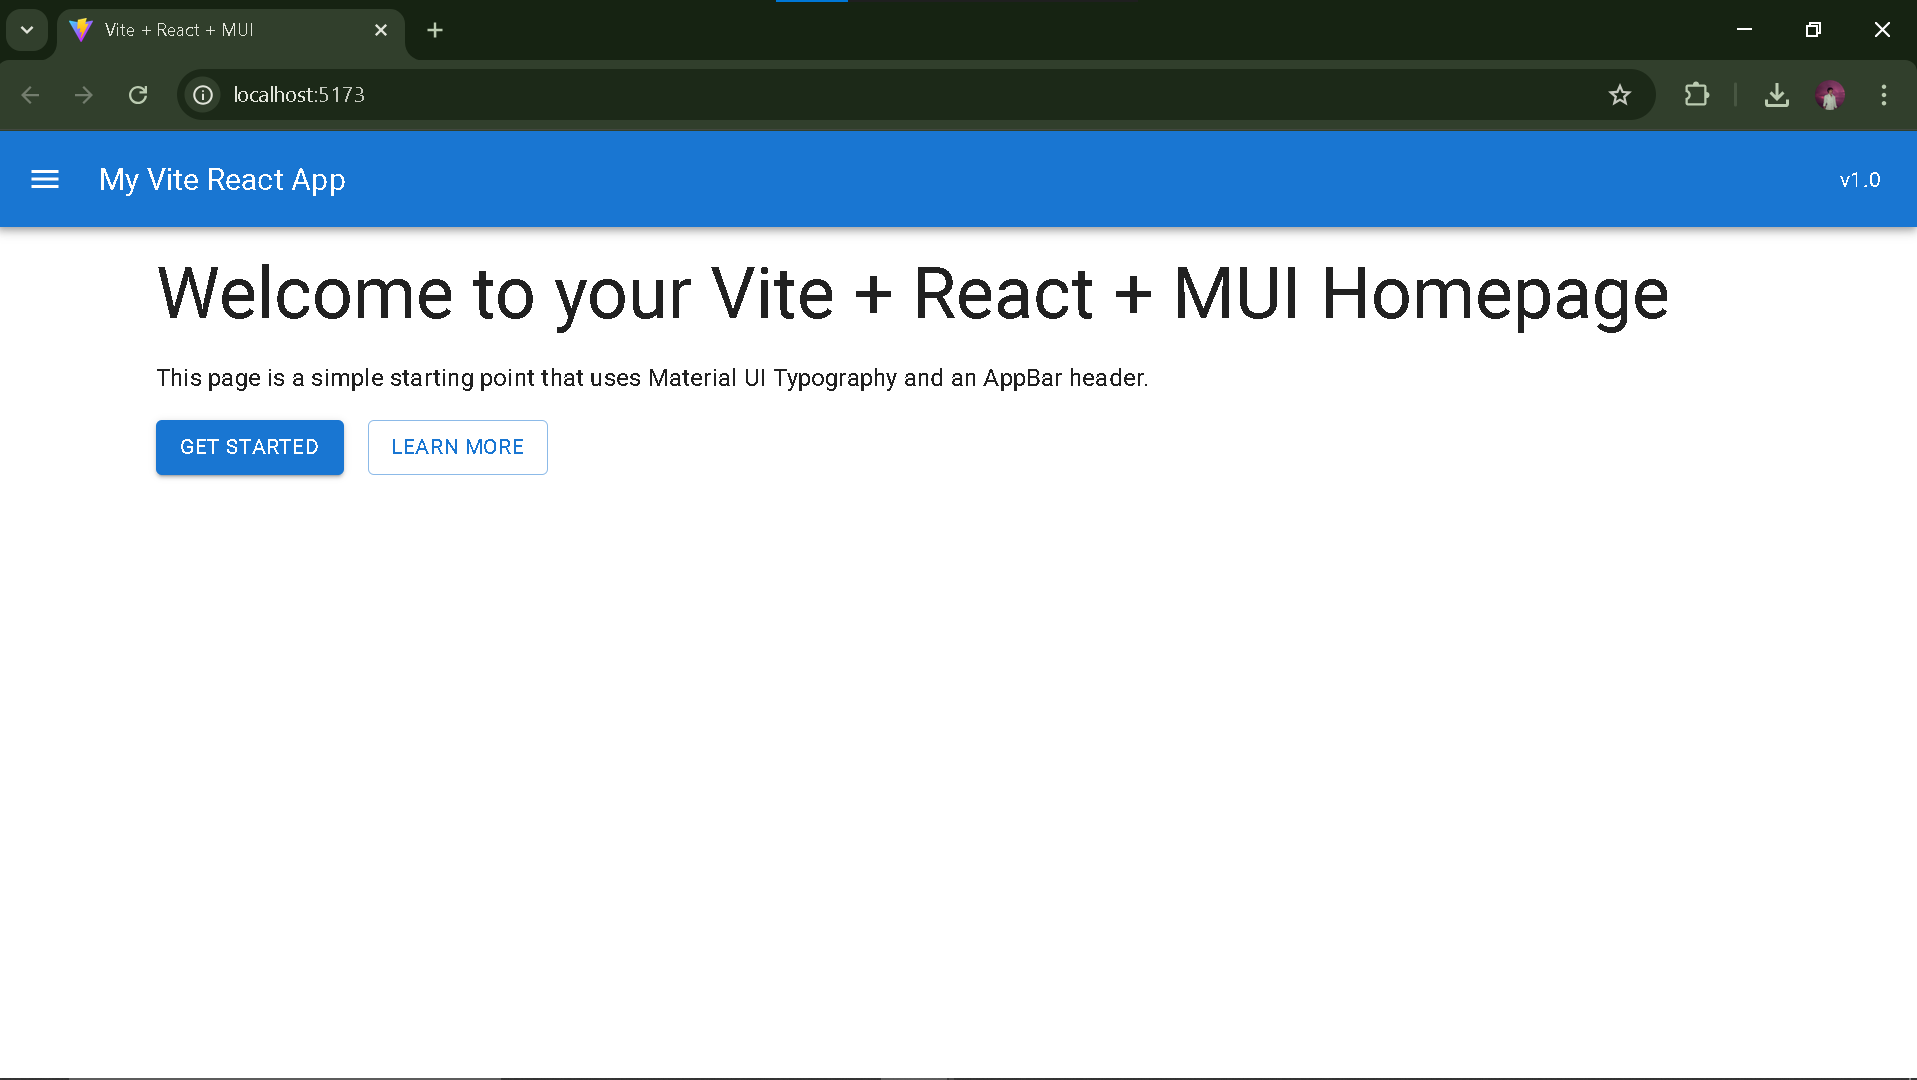 Vite + React + MUI
localhost:5173
My Vite React App
v1.0
Welcome to your Vite + React + MUI Homepage
This page is a simple starting point that uses Material UI Typography and an AppBar header.
GET STARTED
LEARN MORE